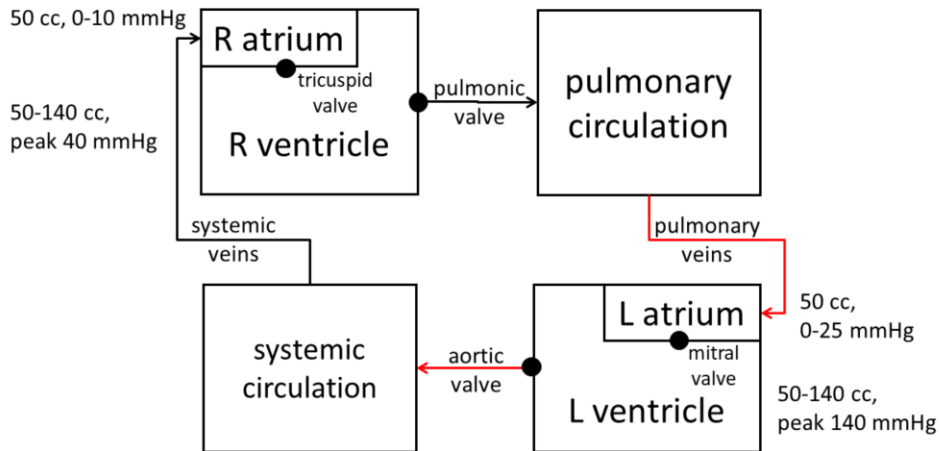 50 cc, 0-10 mmHg
R atrium
tricuspid
valve
50-140 cc,
peak 40 mmHg
R ventricle
pulmonic
valve
pulmonary
circulation
systemic
veins
pulmonary
veins
systemic
circulation
aortic
valve
L atrium
mitral
valve
L ventricle
50 cc,
0-25 mmHg
50-140 cc,
peak 140 mmHg